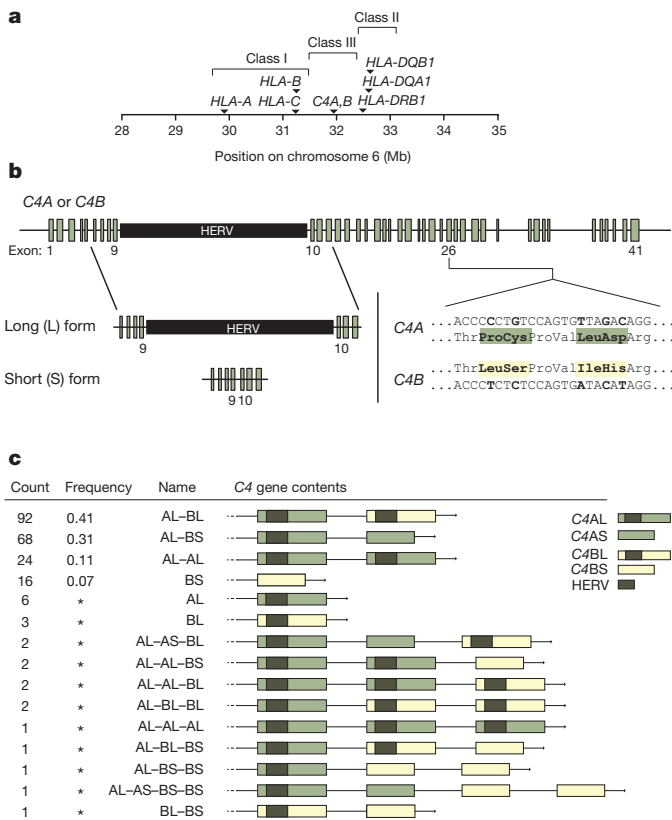 a
Class II
Class I
Class III
HLA-DQB1
HLA-B
HLA-DQA1
HLA-A HLA-C C4A,B HLA-DRB1
28 29 30 31 32 33 34 35
Position on chromosome 6 (Mb)
b
C4A or C4B
HERV
Exon: 1 9 10 26 41
Long (L) form
HERV
9 10
Short (S) form
9 10
C4A
...ACCCCCTGTCCAGTGTTAGACAGG...
...ThrProCysProValLeuAspArg...
C4B
...ThrLeuSerProValIleHisArg...
...ACCCTCTCTCCAGTGATACATAGG...
c
Count Frequency Name C4 gene contents
92 0.41 AL–BL
68 0.31 AL–BS
24 0.11 AL–AL
16 0.07 BS
6 * AL
3 * BL
2 * AL–AS–BL
2 * AL–AL–BS
2 * AL–AL–BL
2 * AL–BL–BL
1 * AL–AL–AL
1 * AL–BL–BS
1 * AL–BS–BS
1 * AL–AS–BS–BS
1 * BL–BS
C4AL
C4AS
C4BL
C4BS
HERV